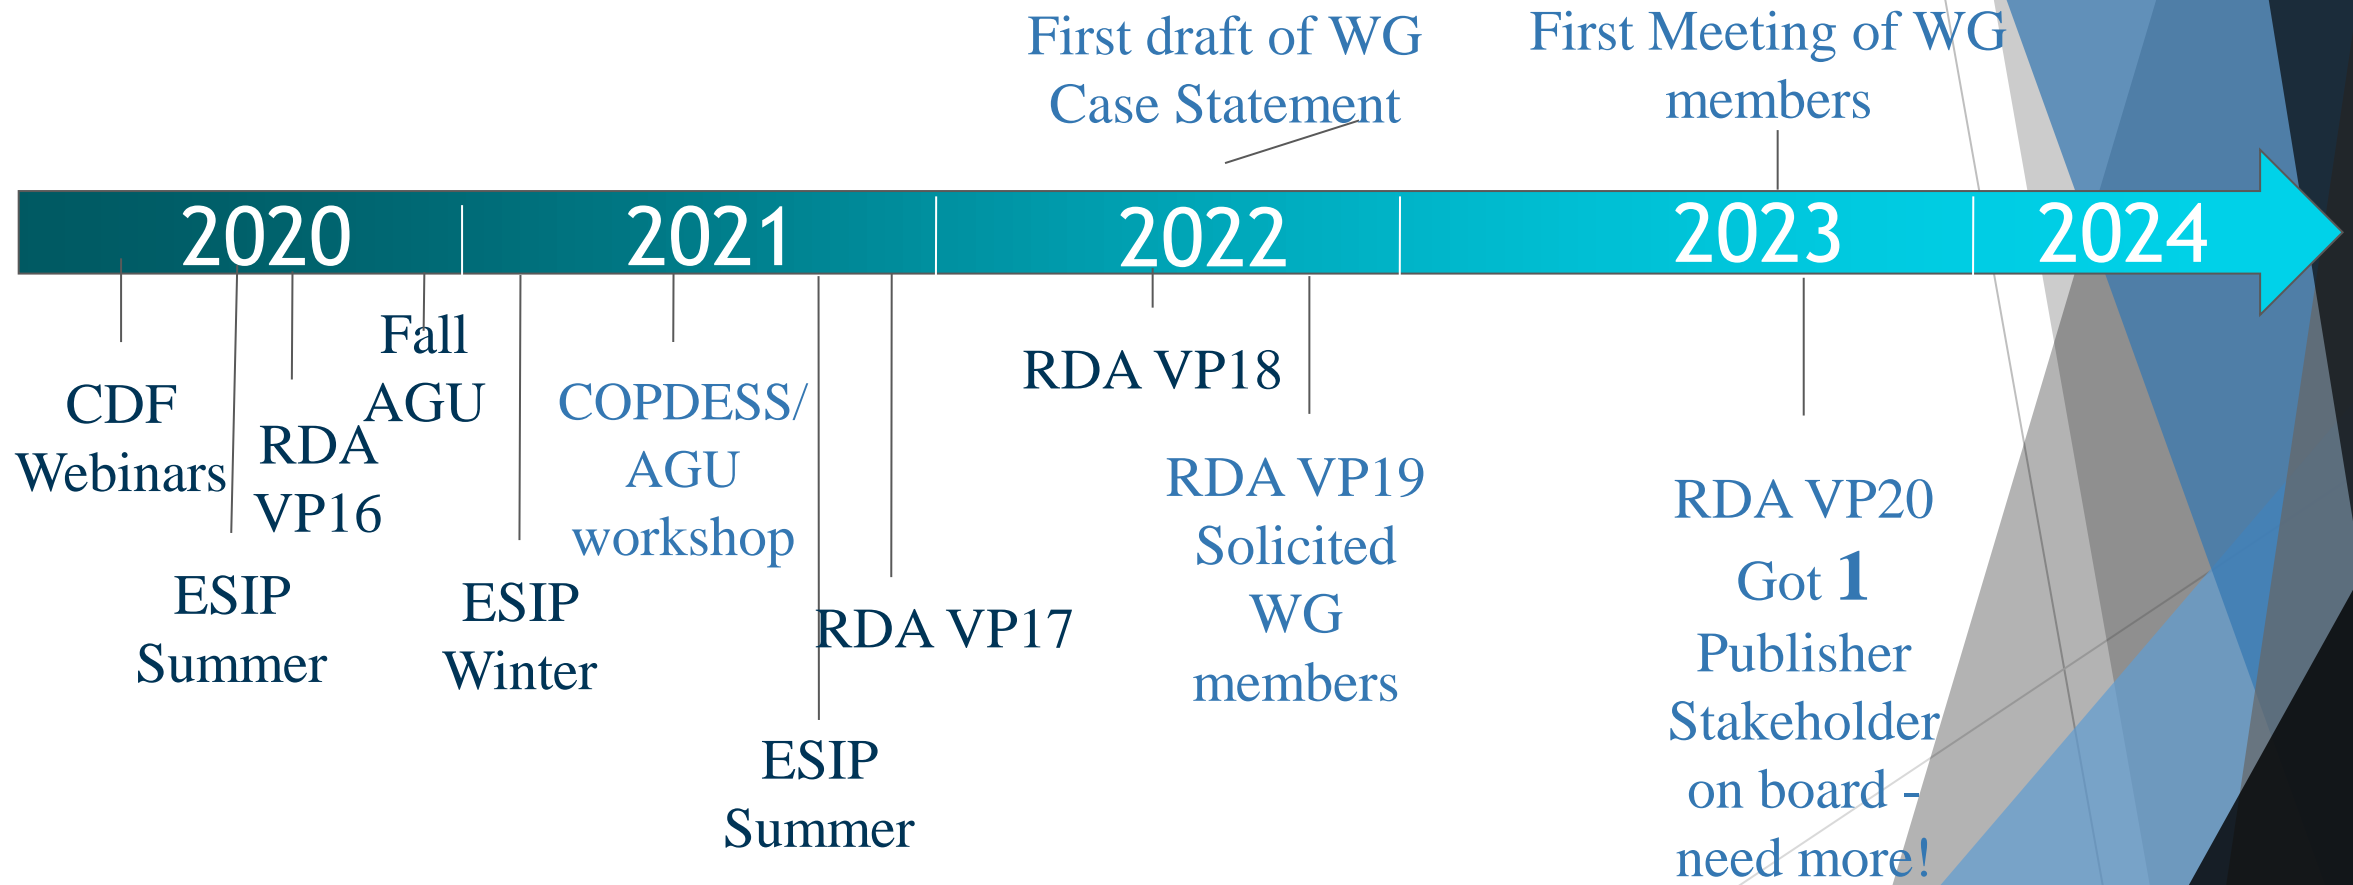 First draft of WG
Case Statement
First Meeting of WG
members
2020
2021
2022
2023
2024
CDF
Webinars
ESIP
Summer
RDA
VP16
Fall
AGU
ESIP
Winter
COPDESS/
AGU
workshop
ESIP
Summer
RDA VP17
RDA VP18
RDA VP19
Solicited
WG
members
RDA VP20
Got 1
Publisher
Stakeholder
on board -
need more!